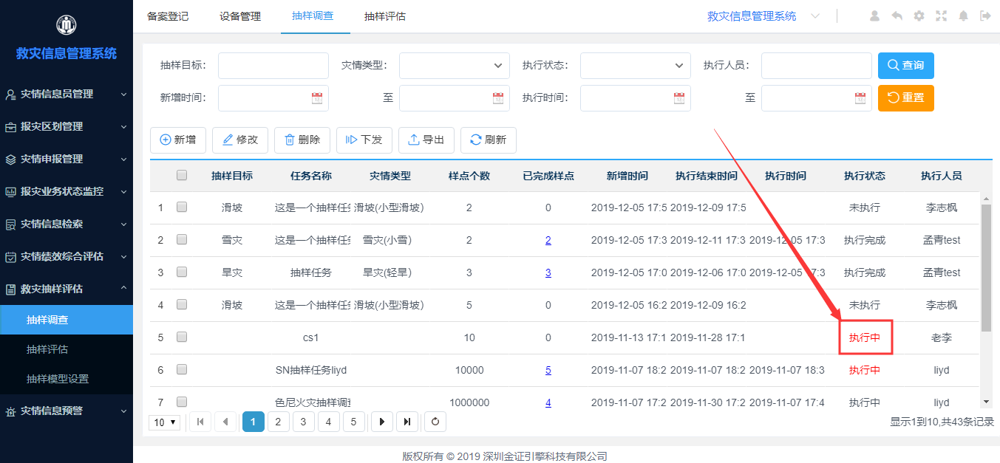 救灾信息管理系统
灾情信息员管理
报灾区划管理
灾情申报管理
报灾业务状态监控
灾情信息检索
灾情绩效综合评估
救灾抽样评估
抽样调查
抽样评估
抽样模型设置
灾情信息预警
备案登记 设备管理 抽样调查 抽样评估 救灾信息管理系统
抽样目标: 灾情类型: 执行状态: 执行人员: 查询
新增时间: 至 执行时间: 至 重置
新增 修改 删除 下发 导出 刷新
抽样目标 任务名称 灾情类型 样点个数 已完成样点 新增时间 执行结束时间 执行时间 执行状态 执行人员
1 滑坡 这是一个抽样任 滑坡(小型滑坡) 2 0 2019-12-05 17:5 2019-12-09 17:5 未执行 李志枫
2 雪灾 这是一个抽样任 雪灾(小雪) 2 2 2019-12-05 17:3 2019-12-11 17:3 2019-12-05 17:3 执行完成 孟青test
3 旱灾 抽样任务 旱灾(轻旱) 3 3 2019-12-05 17:0 2019-12-06 17:0 2019-12-05 17:3 执行完成 孟青test
4 滑坡 这是一个抽样任 滑坡(小型滑坡) 5 0 2019-12-05 16:2 2019-12-09 16:2 未执行 李志枫
5 cs1 10 0 2019-11-13 17:1 2019-11-28 17:1 执行中 老李
6 SN抽样任务liyd 10000 5 2019-11-07 18:2 2019-11-07 18:2 2019-11-07 18:3 执行中 liyd
7 色尼火灾抽样调查 1000000 4 2019-11-07 17:2 2019-11-30 17:2 2019-11-07 17:4 执行中 liyd
10 1 2 3 4 5 显示1到10,共43条记录
版权所有 © 2019 深圳金证引擎科技有限公司